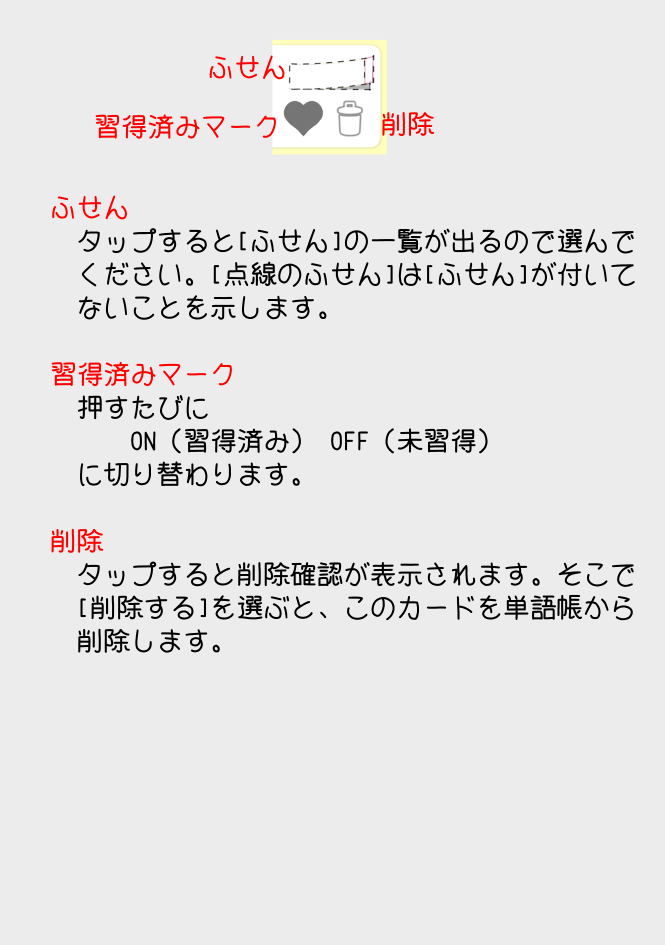 ふせん
習得済みマーク 削除
ふせん
タップすると[ふせん]の一覧が出るので選んで
ください。[点線のふせん]は[ふせん]が付いて
ないことを示します。
習得済みマーク
押すたびに
ON（習得済み） OFF（未習得）
に切り替わります。
削除
タップすると削除確認が表示されます。そこで
[削除する]を選ぶと、このカードを単語帳から
削除します。